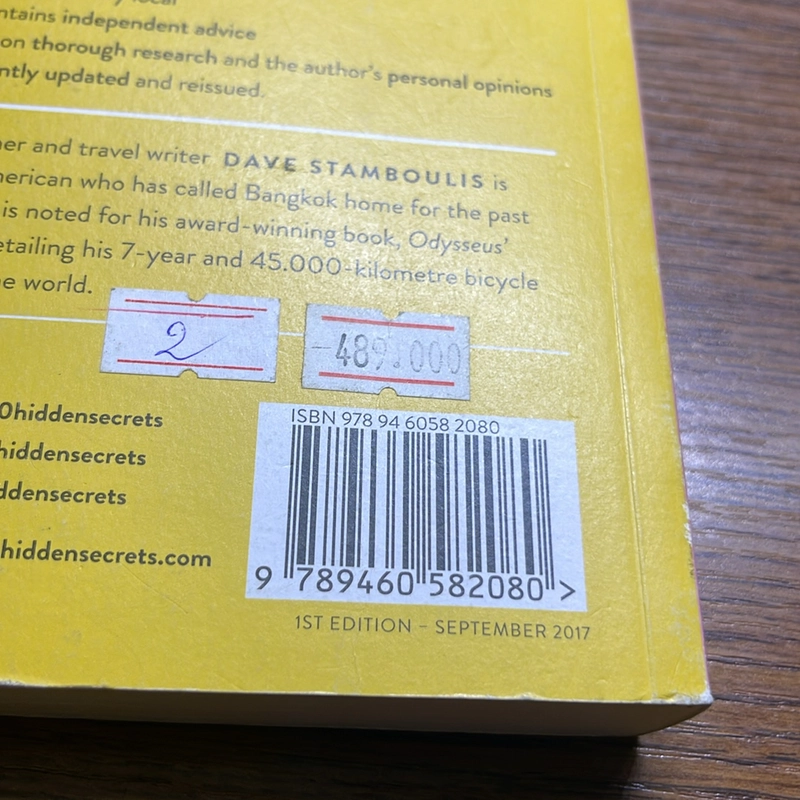 ntains independent advice
on thorough research and the author's personal opinions
ntly updated and reissued.
her and travel writer DAVE STAMBOULIS is
merican who has called Bangkok home for the past
is noted for his award-winning book, Odysseus'
etailing his 7-year and 45.000-kilometre bicycle
e world.
2
-489.000
0hiddensecrets
hiddensecrets
ddensecrets
hiddensecrets.com
ISBN 978 94 6058 2080
9 789460 582080 >
1ST EDITION – SEPTEMBER 2017